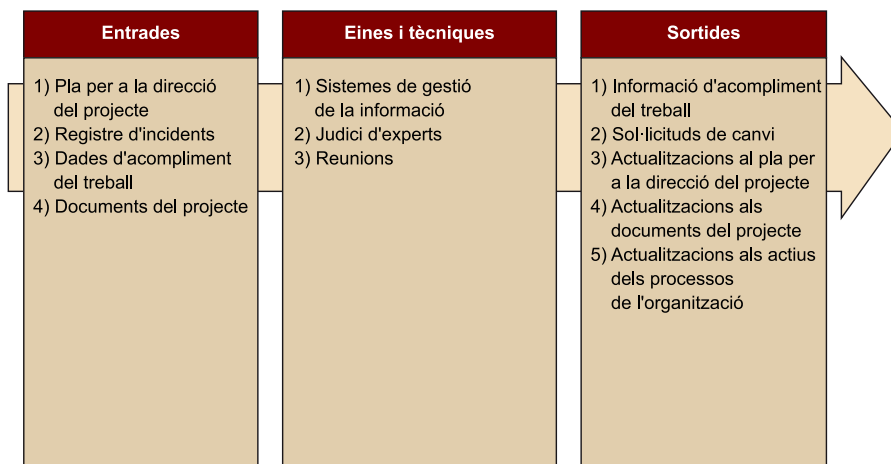 Entrades
1) Pla per a la direcció
del projecte
2) Registre d'incidents
3) Dades d'acompliment
del treball
4) Documents del projecte
Eines i tècniques
1) Sistemes de gestió
de la informació
2) Judici d'experts
3) Reunions
Sortides
1) Informació d'acompliment
del treball
2) Sol·licituds de canvi
3) Actualitzacions al pla per
a la direcció del projecte
4) Actualitzacions als
documents del projecte
5) Actualitzacions als actius
dels processos
de l'organització